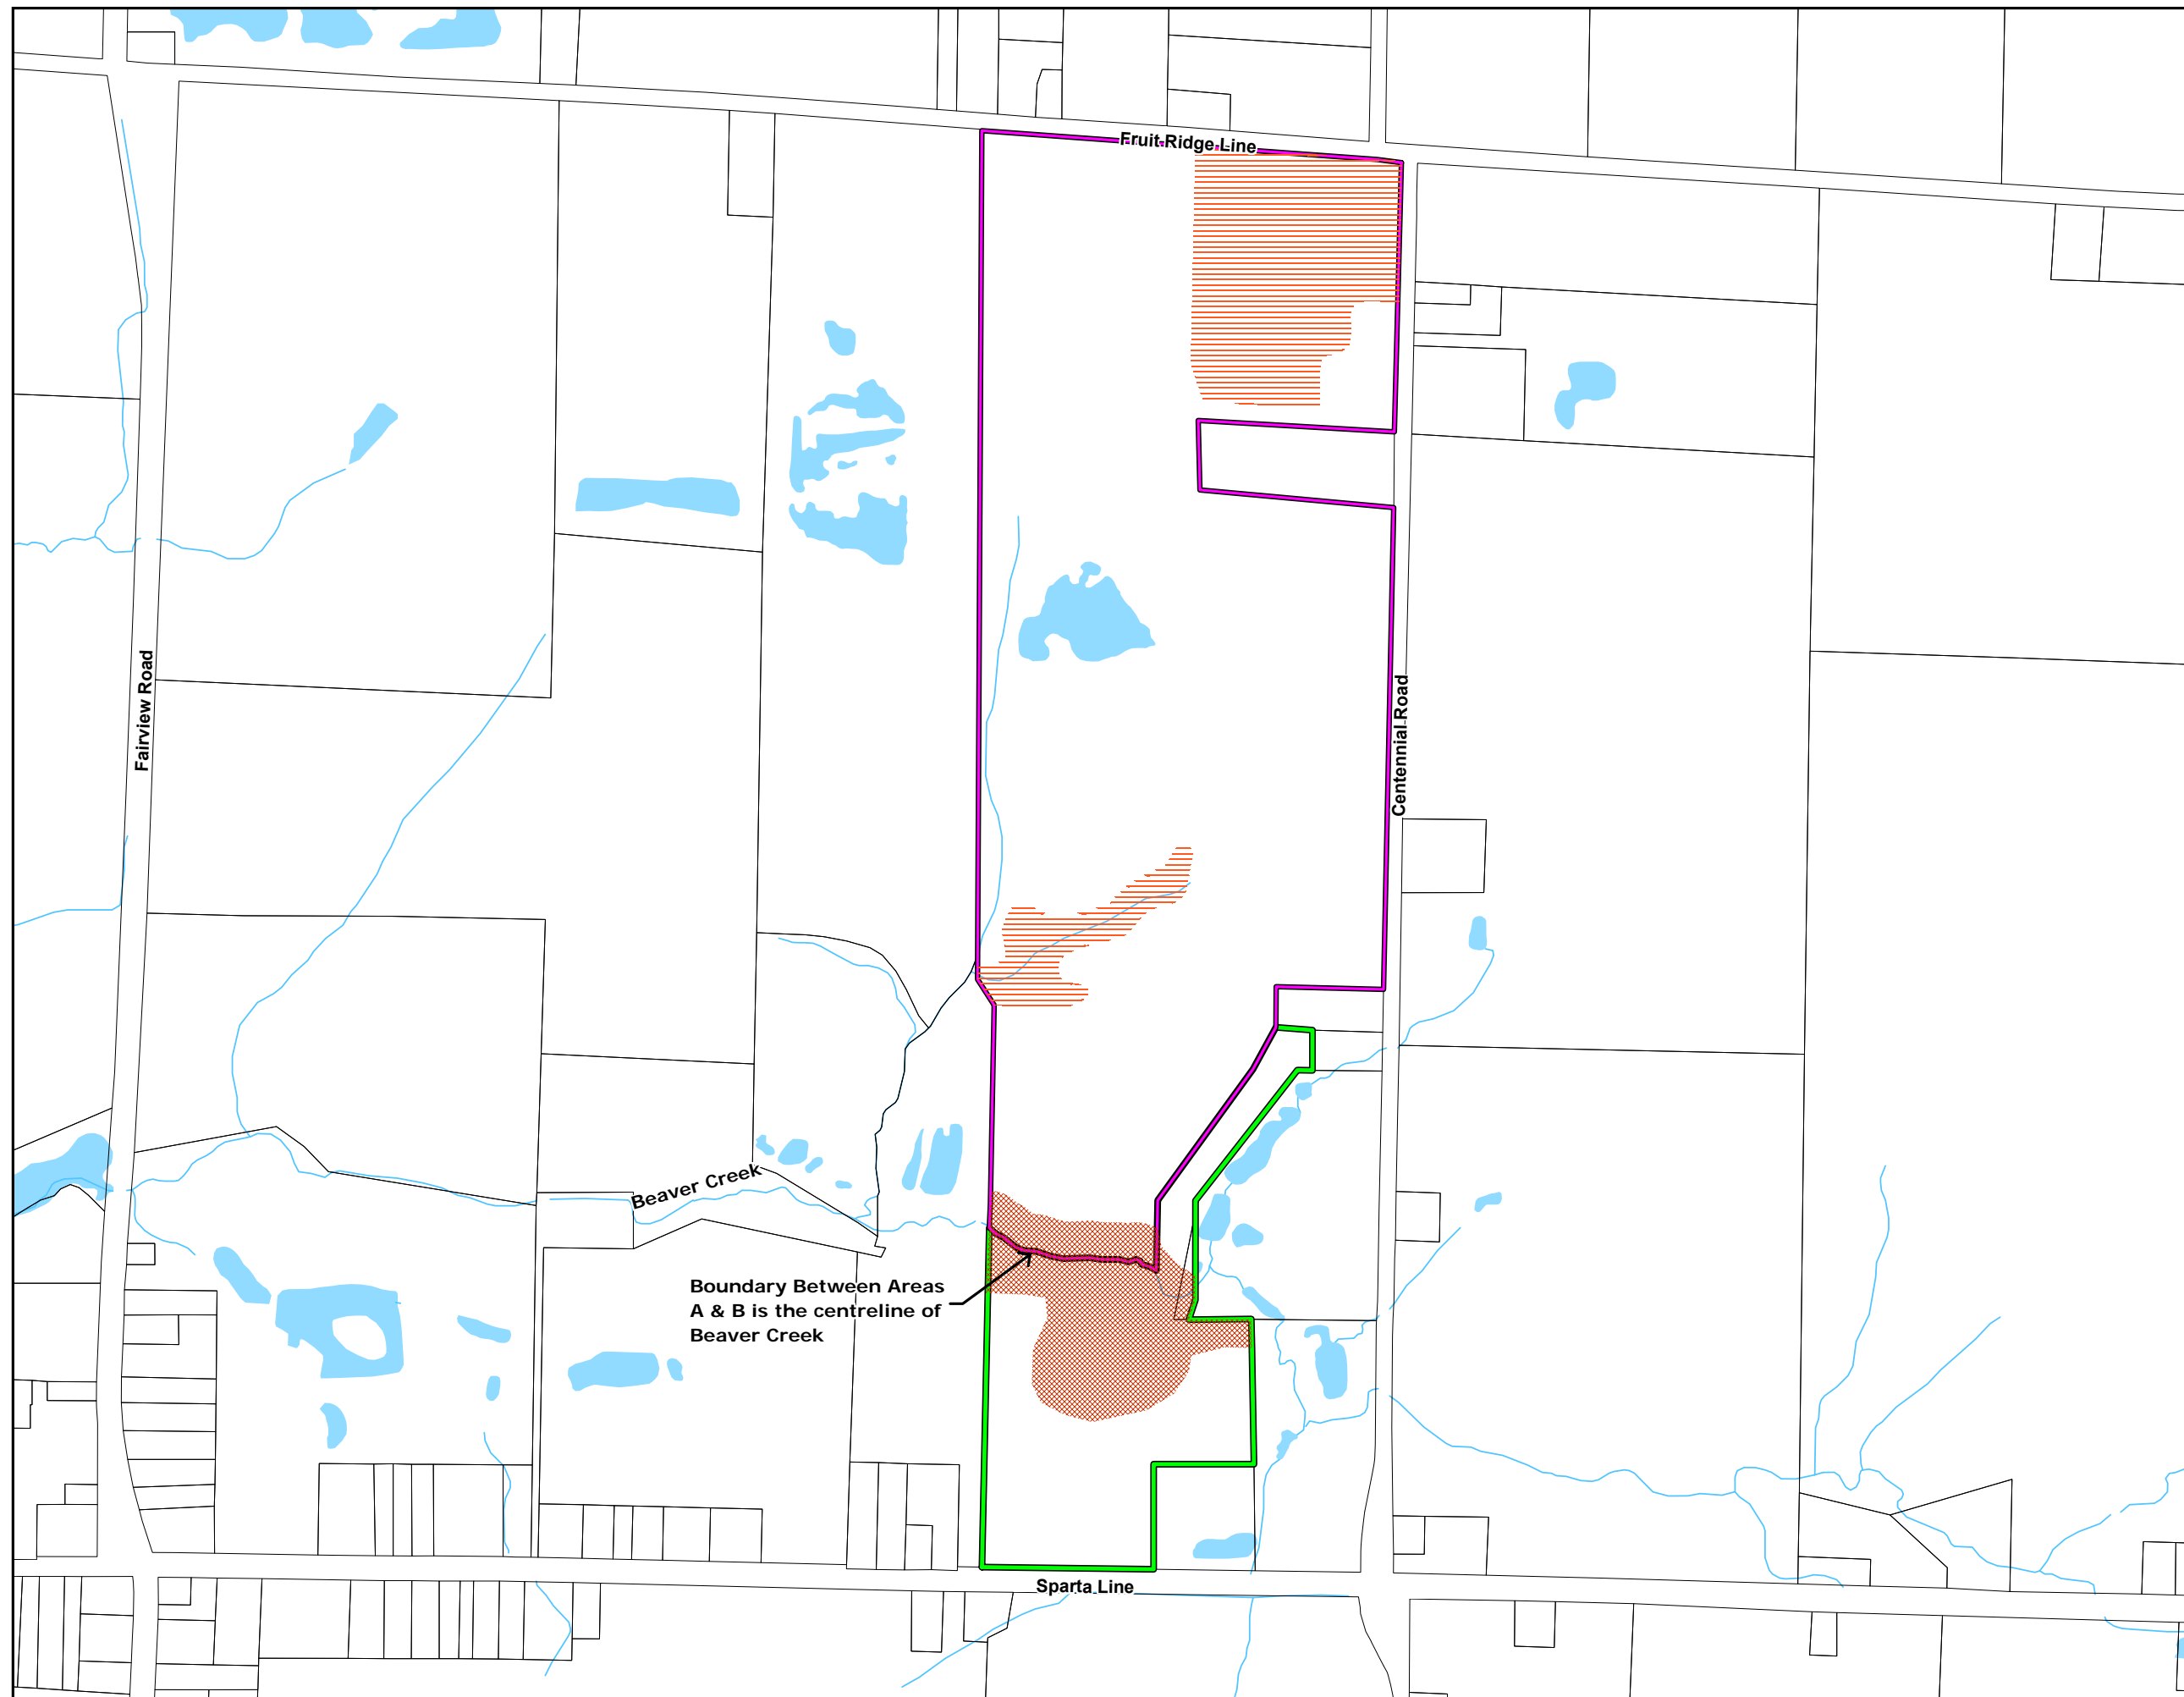 Fruit Ridge Line
Fairview Road
Centennial Road
Beaver Creek
Boundary Between Areas
A & B is the centreline of
Beaver Creek
Sparta Line